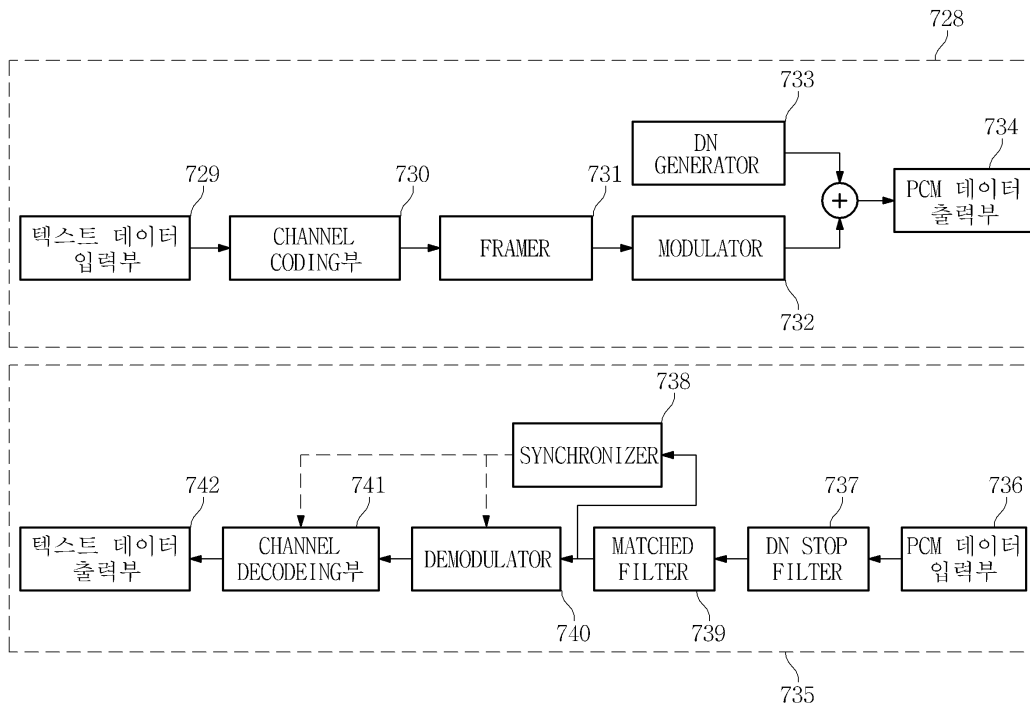 728
733
DN
GENERATOR
734
PCM 데이터
출력부
729
730
731
텍스트 데이터
입력부
CHANNEL
CODING부
FRAMER
MODULATOR
732
738
SYNCHRONIZER
742
741
737
736
텍스트 데이터
출력부
CHANNEL
DECODEING부
DEMODULATOR
MATCHED
FILTER
DN STOP
FILTER
PCM 데이터
입력부
740
739
735